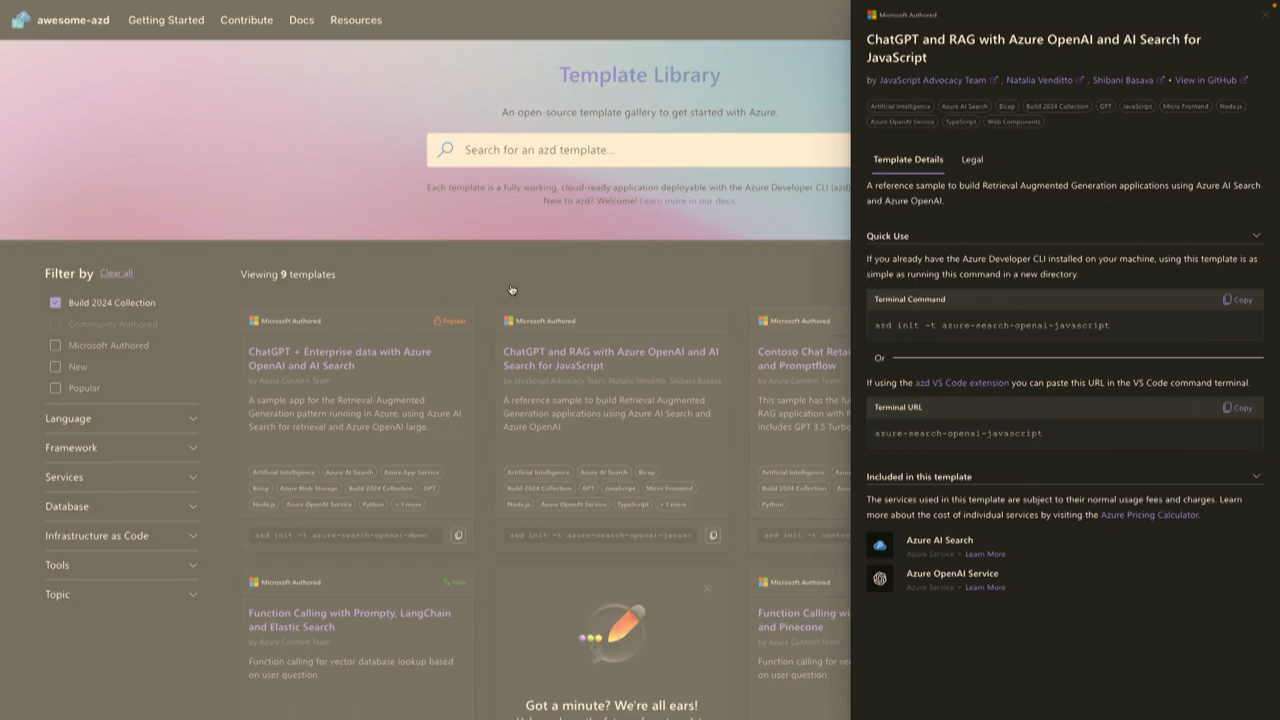 awesome-azd
Getting Started
Contribute
Docs
Resources
Template Library
An open-source template gallery to get started with Azure.
Search for an azd template...
Each template is a fully working, cloud-ready application deployable with the Azure Developer CLI (azd)
New to azd? Welcome! Learn more in our docs.
Filter by
Clear all
Build 2024 Collection
Community Authored
Microsoft Authored
New
Popular
Language
Framework
Services
Database
Infrastructure as Code
Tools
Topic
Viewing 9 templates
Microsoft Authored
Popular
ChatGPT + Enterprise data with Azure
OpenAI and AI Search
by Azure Content Team
A sample app for the Retrieval-Augmented
Generation pattern running in Azure, using Azure AI
Search for retrieval and Azure OpenAI large...
Artificial Intelligence
Azure AI Search
Azure App Service
Bicep
Azure Blob Storage
Build 2024 Collection
GPT
Node.js
Azure OpenAI Service
Python
+ 1 more
azd init -t azure-search-openai-demo
Microsoft Authored
ChatGPT and RAG with Azure OpenAI and AI
Search for JavaScript
by JavaScript Advocacy Team, Natalia Venditto, Shibani Basava
A reference sample to build Retrieval Augmented
Generation applications using Azure AI Search and
Azure OpenAI.
Artificial Intelligence
Azure AI Search
Bicep
Build 2024 Collection
GPT
JavaScript
Micro Frontend
Node.js
Azure OpenAI Service
TypeScript
+ 1 more
azd init -t azure-search-openai-javasc
Microsoft Authored
Contoso Chat Retai
and Promptflow
by Azure Content Team
This sample has the fu
RAG application with P
includes GPT 3.5 Turbo
Artificial Intelligence
Build 2024 Collection
Python
azd init -t contos
Microsoft Authored
New
Function Calling with Prompty, LangChain
and Elastic Search
by Azure Content Team
Function calling for vector database lookup based
on user question.
Got a minute? We're all ears!
Microsoft Authored
Function Calling wi
and Pinecone
by Azure Content Team
Function calling for ve
on user question.
Microsoft Authored
ChatGPT and RAG with Azure OpenAI and AI Search for
JavaScript
by JavaScript Advocacy Team , Natalia Venditto , Shibani Basava • View in GitHub
Artificial Intelligence
Azure AI Search
Bicep
Build 2024 Collection
GPT
JavaScript
Micro Frontend
Node.js
Azure OpenAI Service
TypeScript
Web Components
Template Details
Legal
A reference sample to build Retrieval Augmented Generation applications using Azure AI Search
and Azure OpenAI.
Quick Use
If you already have the Azure Developer CLI installed on your machine, using this template is as
simple as running this command in a new directory.
Terminal Command
Copy
azd init -t azure-search-openai-javascript
Or
If using the azd VS Code extension you can paste this URL in the VS Code command terminal.
Terminal URL
Copy
azure-search-openai-javascript
Included in this template
The services used in this template are subject to their normal usage fees and charges. Learn
more about the cost of individual services by visiting the Azure Pricing Calculator.
Azure AI Search
Azure Service • Learn More
Azure OpenAI Service
Azure Service • Learn More